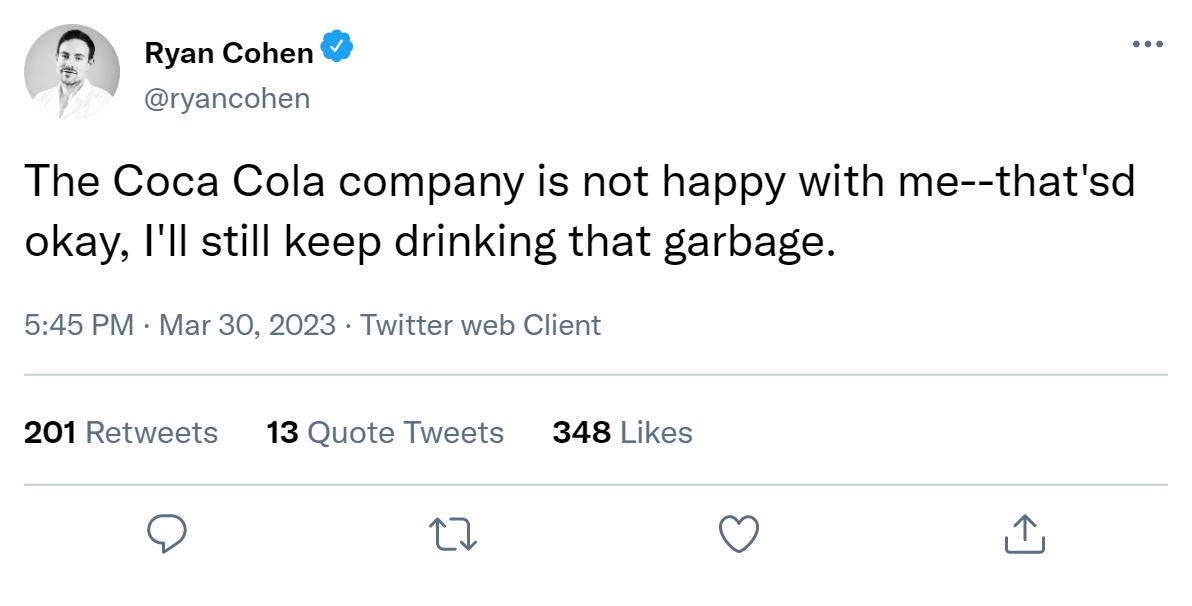 Ryan Cohen
@ryancohen
The Coca Cola company is not happy with me--that'sd
okay, I'll still keep drinking that garbage.
5:45 PM · Mar 30, 2023 · Twitter web Client
201 Retweets 13 Quote Tweets 348 Likes